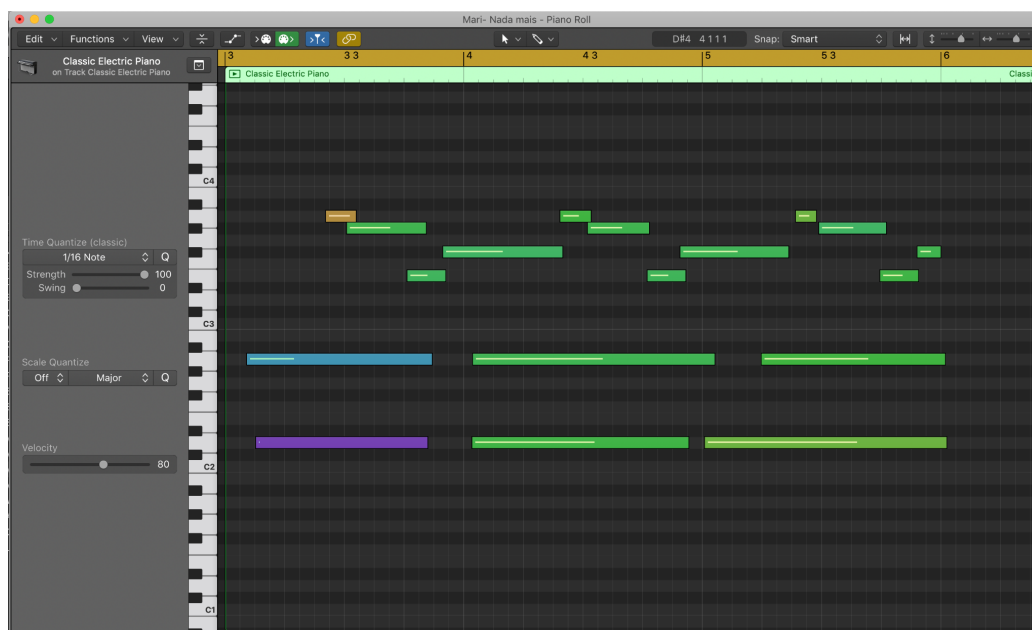 Mari- Nada mais - Piano Roll
Edit Functions View D#4 4 1 1 1 Snap: Smart
Classic Electric Piano
on Track Classic Electric Piano
3 3 3 4 4 3 5 5 3 6
Classic Electric Piano Classi
C4
Time Quantize (classic)
1/16 Note Q
Strength 100
Swing 0
C3
Scale Quantize
Off Major Q
Velocity
80
C2
C1